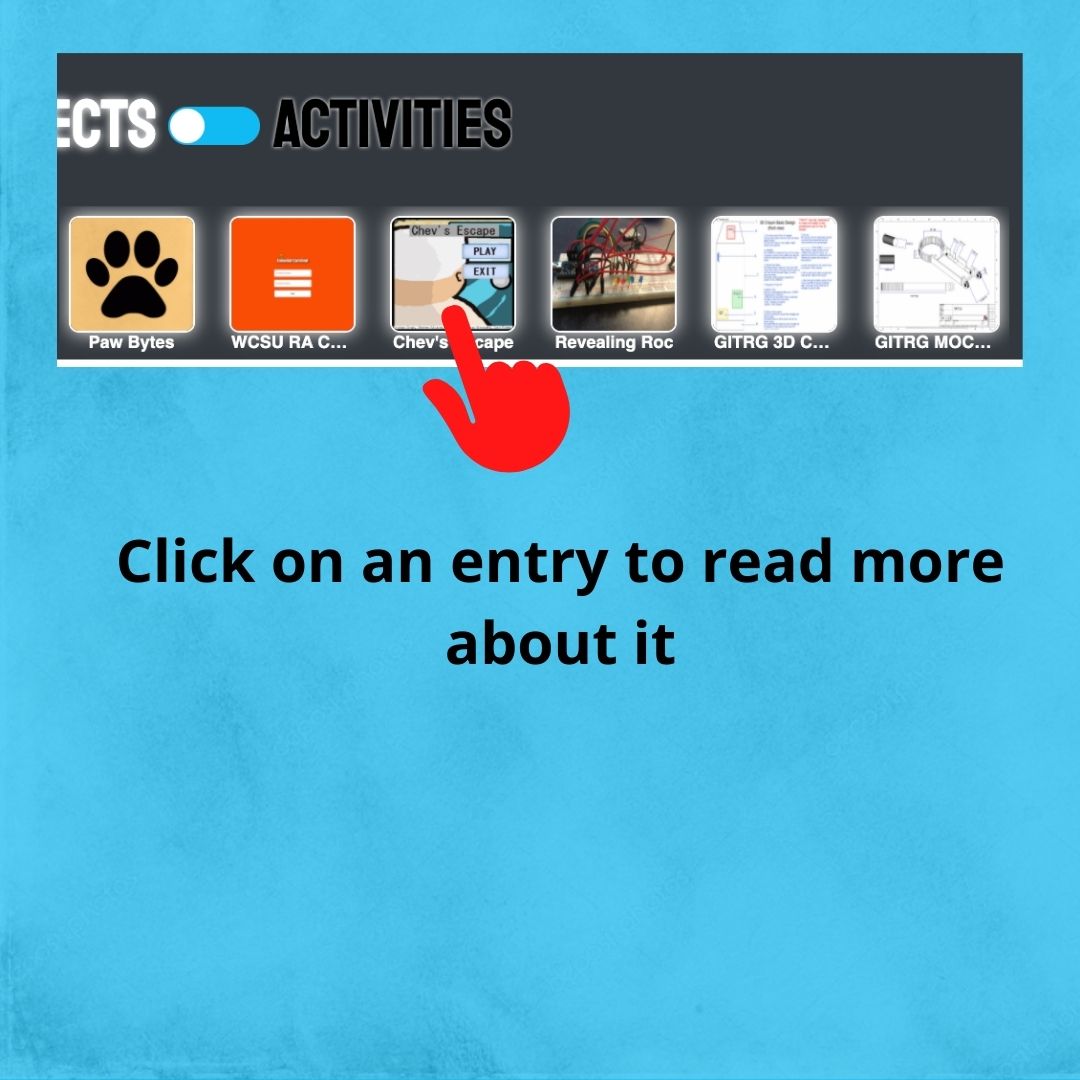 ECTS ACTIVITIES
Chev's Escape
PLAY
EXIT
Paw Bytes WCSU RA C... Chev's cape Revealing Roc GITRG 3D C... GITRG MOC...
Click on an entry to read more
about it